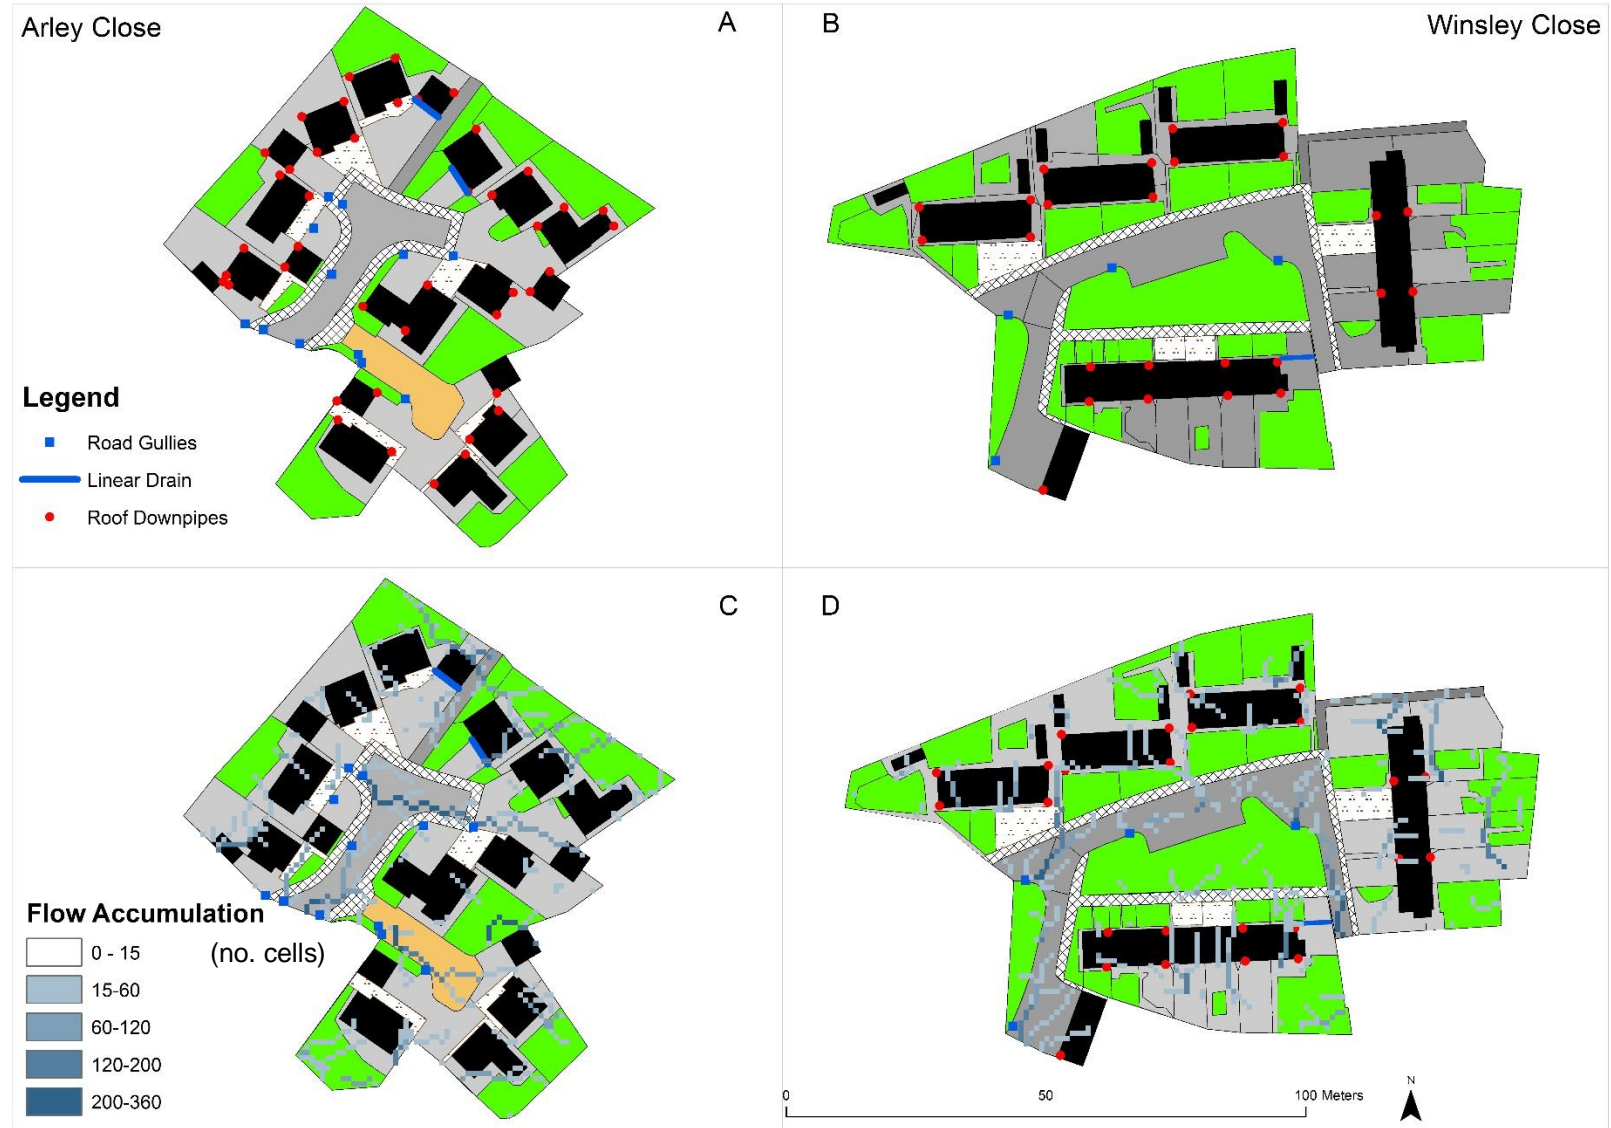 Arley Close
A
B
Winsley Close
Legend
Road Gullies
Linear Drain
Roof Downpipes
C
D
Flow Accumulation
(no. cells)
0 - 15
15-60
60-120
120-200
200-360
0
50
100 Meters
N